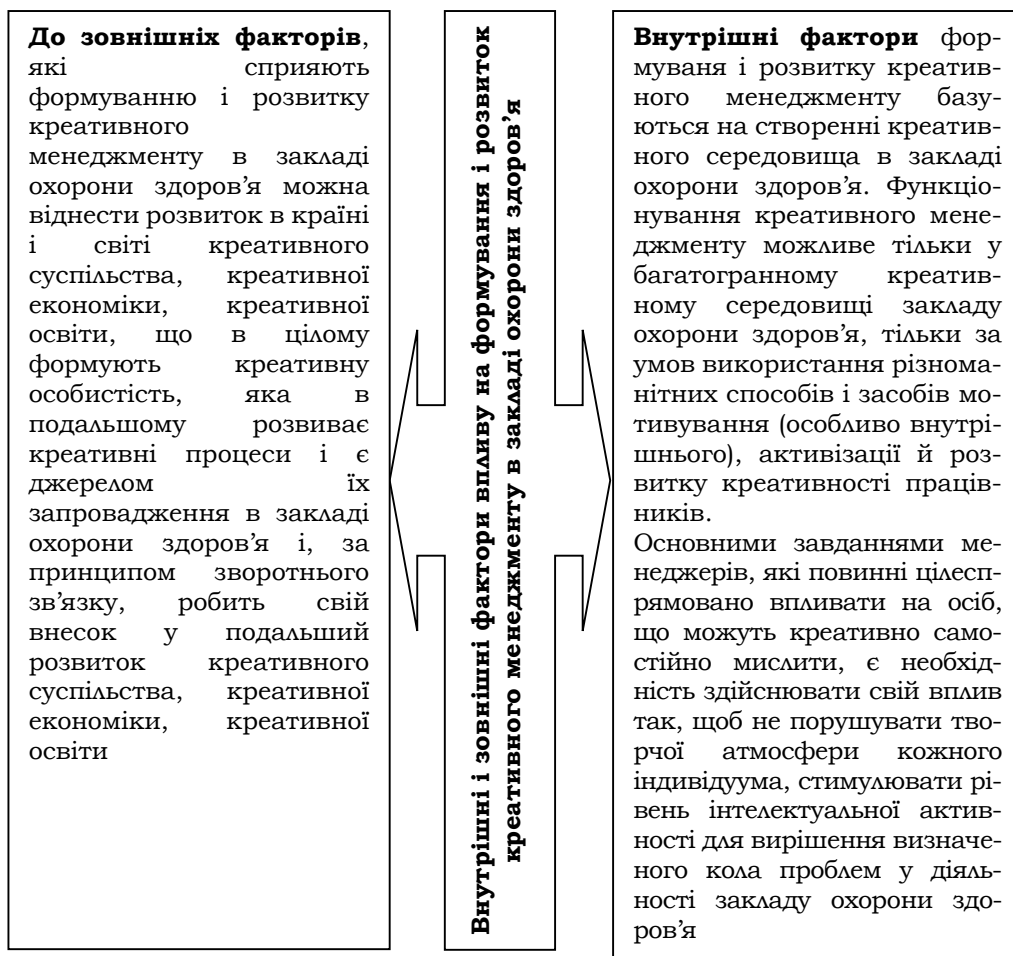 До зовнішніх факторів,
які сприяють
формуванню і розвитку
креативного
менеджменту в закладі
охорони здоров'я можна
віднести розвиток в країні
і світі креативного
суспільства, креативної
економіки, креативної
освіти, що в цілому
формують креативну
особистість, яка в
подальшому розвиває
креативні процеси і є
джерелом їх
запровадження в закладі
охорони здоров'я і, за
принципом зворотнього
зв'язку, робить свій
внесок у подальший
розвиток креативного
суспільства, креативної
економіки, креативної
освіти
Внутрішні і зовнішні фактори впливу на формування і розвиток
креативного менеджменту в закладі охорони здоров'я
Внутрішні фактори фор-
муваня і розвитку креатив-
ного менеджменту базу-
ються на створенні креатив-
ного середовища в закладі
охорони здоров'я. Функціо-
нування креативного мене-
джменту можливе тільки у
багатогранному креатив-
ному середовищі закладу
охорони здоров'я, тільки за
умов використання різнома-
нітних способів і засобів мо-
тивування (особливо внутрі-
шнього), активізації й роз-
витку креативності праців-
ників.
Основними завданнями ме-
неджерів, які повинні цілесп-
рямовано впливати на осіб,
що можуть креативно само-
стійно мислити, є необхід-
ність здійснювати свій вплив
так, щоб не порушувати тво-
рчої атмосфери кожного
індивідуума, стимулювати рі-
вень інтелектуальної актив-
ності для вирішення визначе-
ного кола проблем у діяль-
ності закладу охорони здо-
ров'я